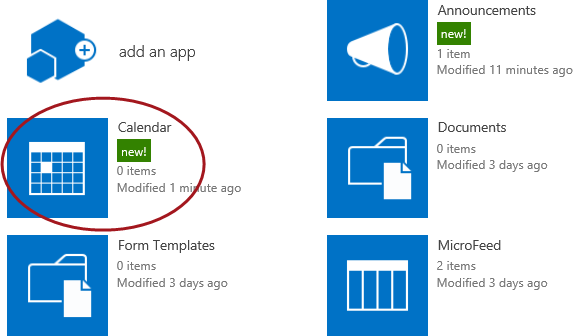 add an app
Announcements
new!
1 item
Modified 11 minutes ago
Calendar
new!
0 items
Modified 1 minute ago
Documents
0 items
Modified 3 days ago
Form Templates
0 items
Modified 3 days ago
MicroFeed
2 items
Modified 3 days ago